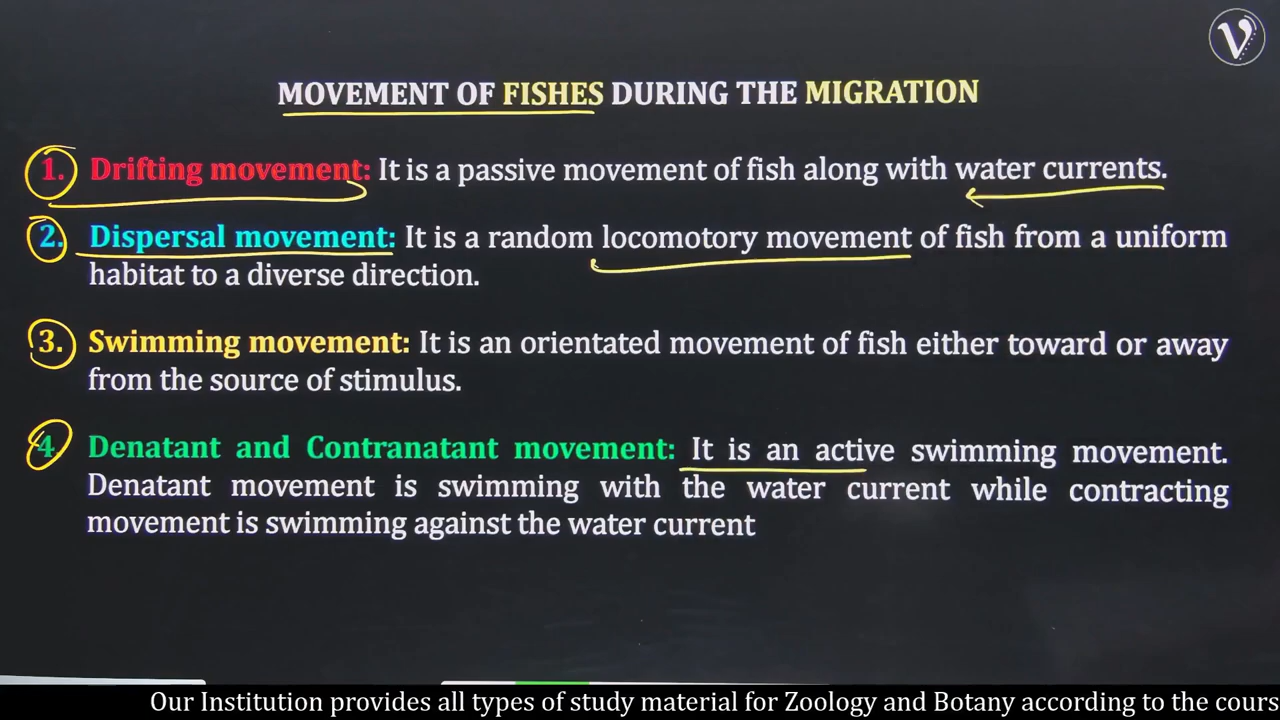 V
MOVEMENT OF FISHES DURING THE MIGRATION
1. Drifting movement: It is a passive movement of fish along with water currents.
2. Dispersal movement: It is a random locomotory movement of fish from a uniform
habitat to a diverse direction.
3. Swimming movement: It is an orientated movement of fish either toward or away
from the source of stimulus.
4. Denatant and Contranatant movement: It is an active swimming movement.
Denatant movement is swimming with the water current while contracting
movement is swimming against the water current
Our Institution provides all types of study material for Zoology and Botany according to the cours